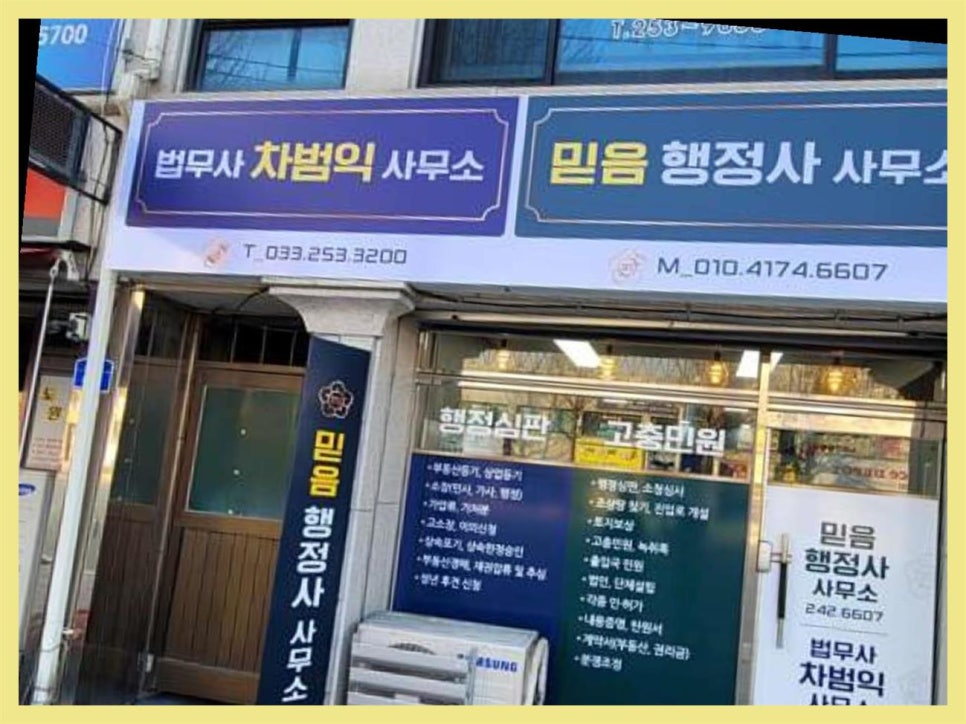 5700
법무사 차범익 사무소
T_033.253.3200
믿음 행정사 사무소
M_010.4174.6607
믿음 행정사 사무소
행정심판
고충민원
•부동산등기, 상업등기
•소장(민사, 가사, 행정)
•가압류, 가처분
•고소장, 이의신청
•상속포기, 상속한정승인
•부동산경매, 채권압류 및 추심
•성년 후견 신청
•행정심판, 소청심사
•조상땅 찾기, 진입로 개설
•토지보상
•고충민원, 녹취록
•출입국 민원
•법인, 단체설립
•각종 인·허가
•내용증명, 탄원서
•계약서(부동산, 권리금)
•분쟁조정
SAMSUNG
믿음
행정사
사무소
242.6607
법무사
차범익
사무소